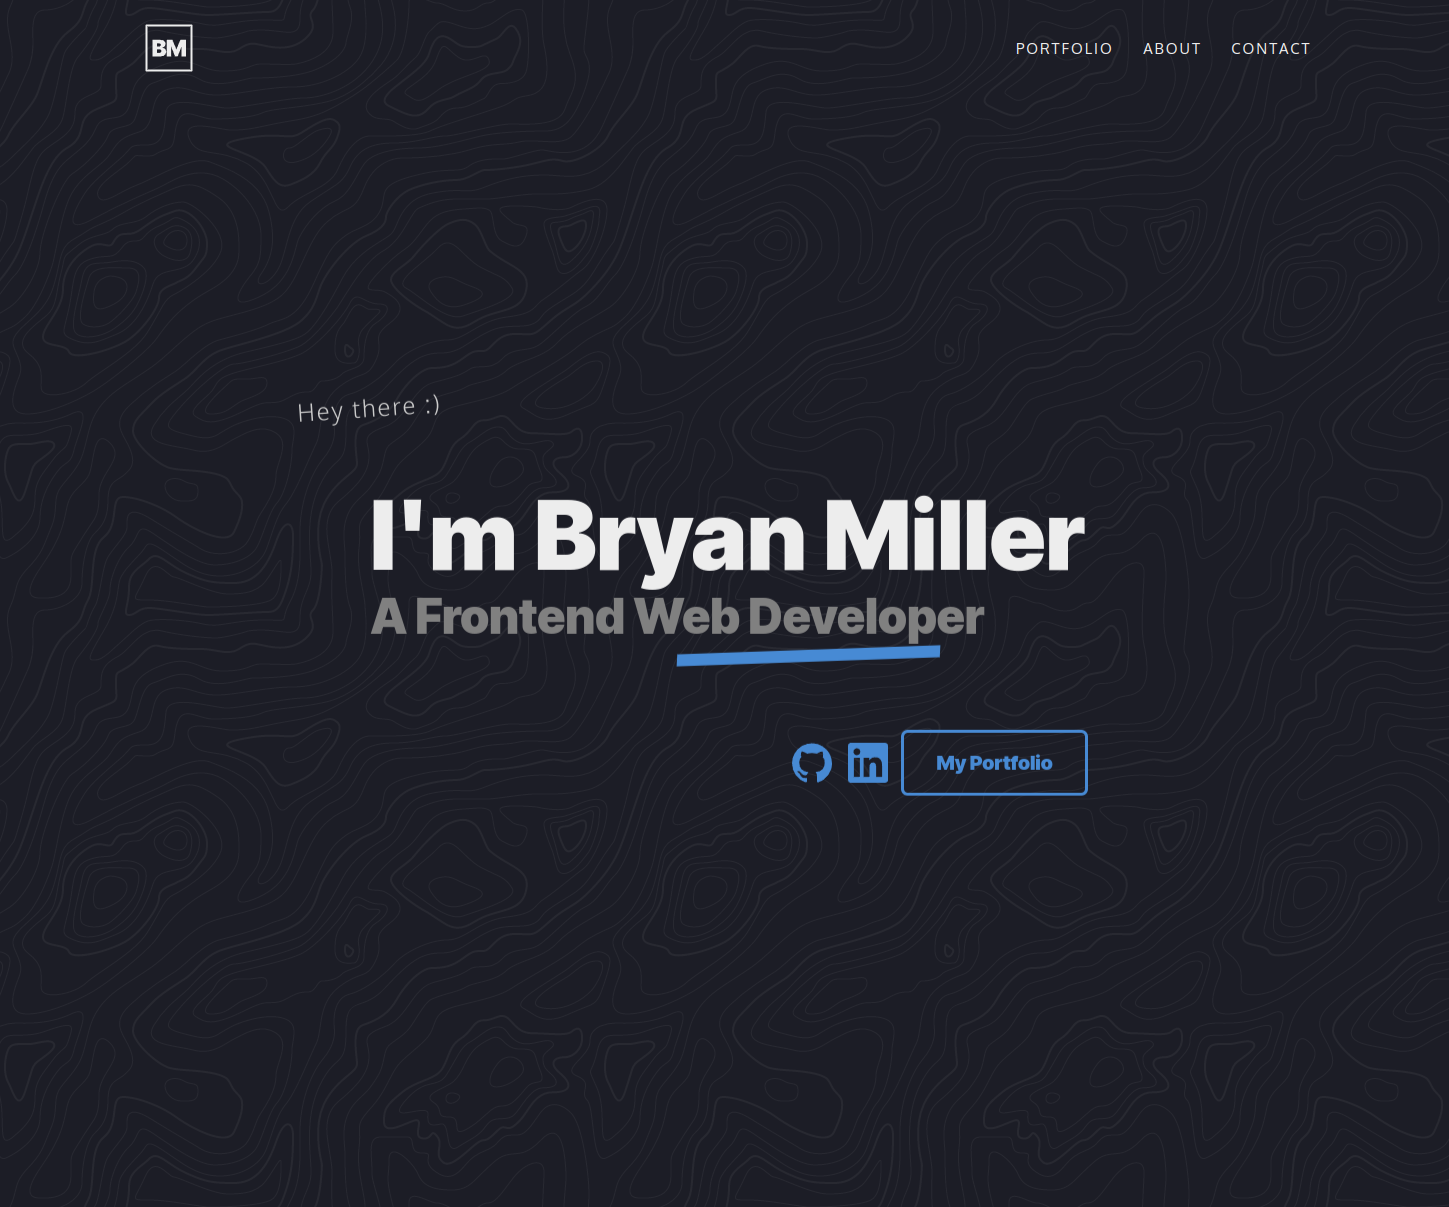 BM
PORTFOLIO ABOUT CONTACT
Hey there :)
I'm Bryan Miller
A Frontend Web Developer
in My Portfolio